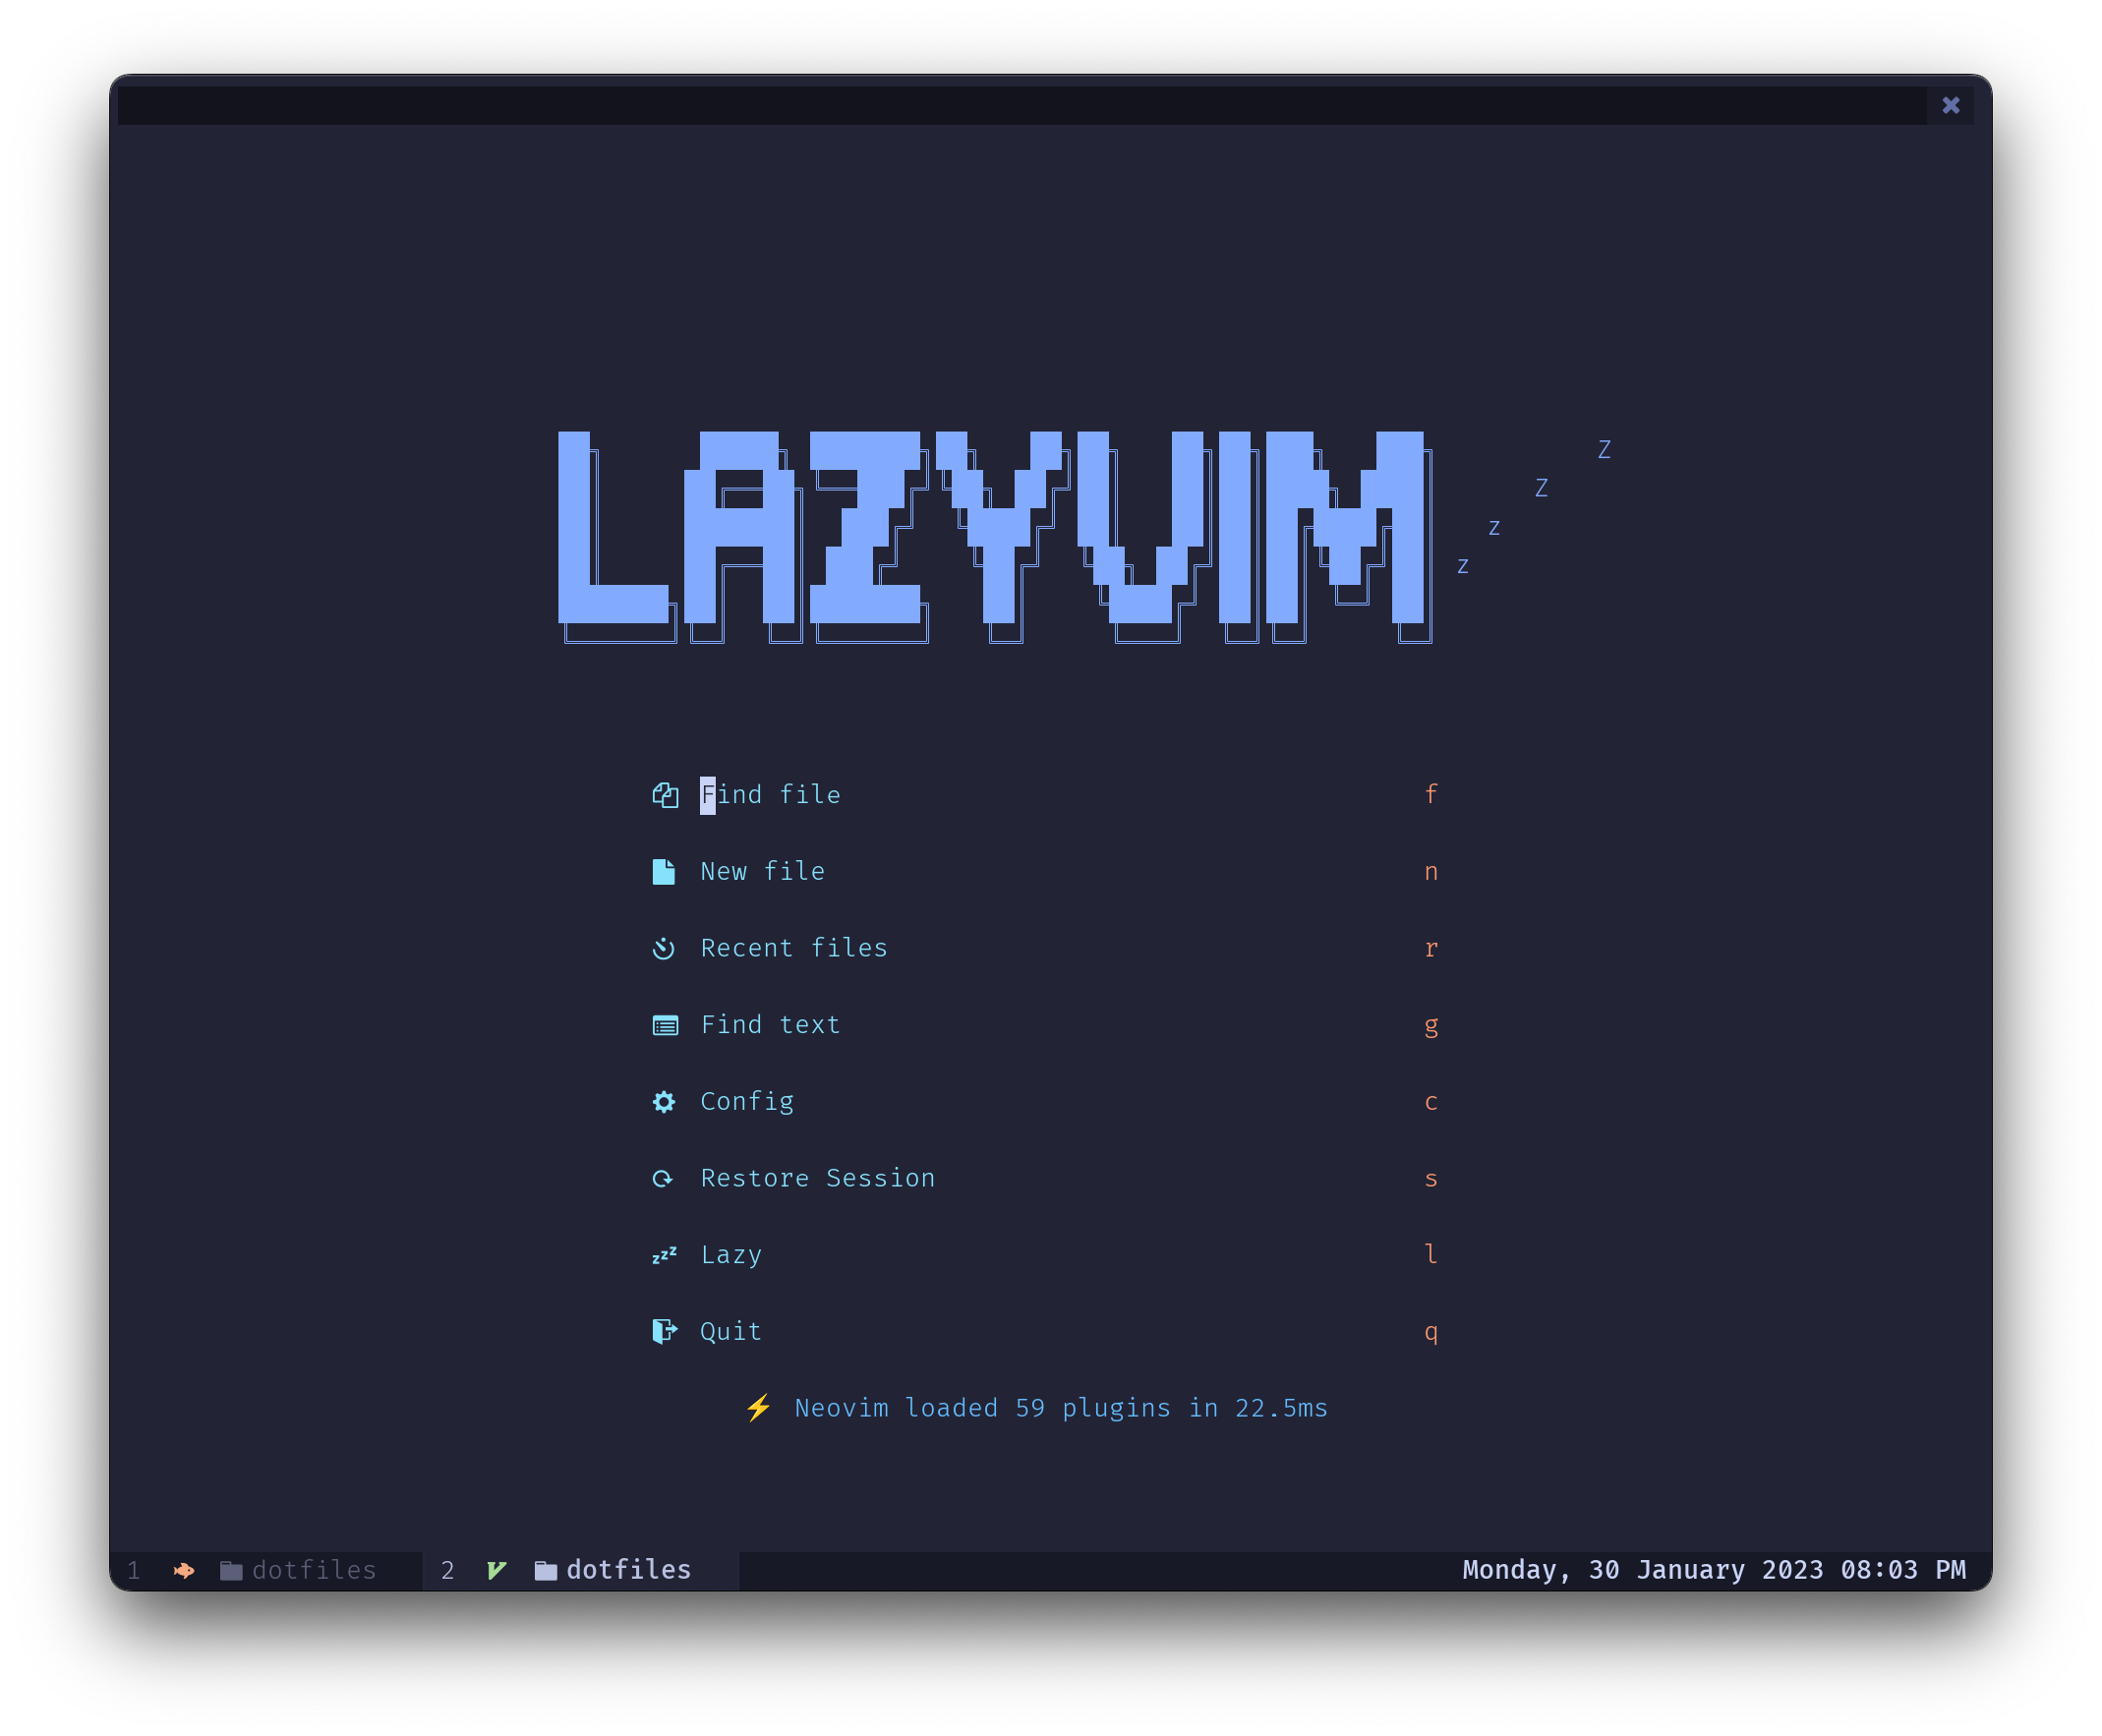 LAZYVIM
Z
Z
z
z
Find file f
New file n
Recent files r
Find text g
Config c
Restore Session s
zzz Lazy l
Quit q
⚡ Neovim loaded 59 plugins in 22.5ms
1 dotfiles 2 dotfiles Monday, 30 January 2023 08:03 PM